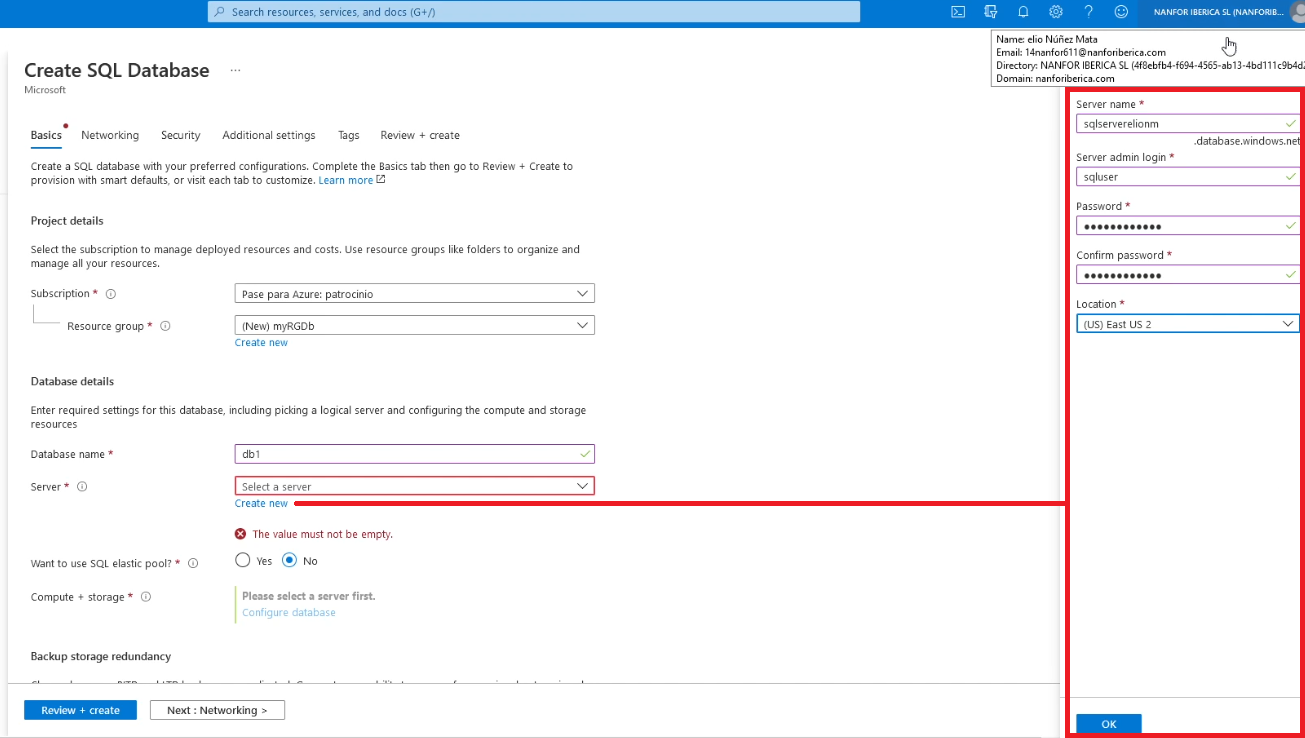 Search resources, services, and docs (G+/)
NANFOR IBERICA SL (NANFORIB...
Name: elio Núñez Mata
Email: 14nanfor611@nanforiberica.com
Directory: NANFOR IBERICA SL (4f8ebfb4-f694-4565-ab13-4bd111c9b4d2
Domain: nanforiberica.com
Create SQL Database ...
Microsoft
Basics Networking Security Additional settings Tags Review + create
Create a SQL database with your preferred configurations. Complete the Basics tab then go to Review + Create to
provision with smart defaults, or visit each tab to customize. Learn more
Project details
Select the subscription to manage deployed resources and costs. Use resource groups like folders to organize and
manage all your resources.
Subscription *
Pase para Azure: patrocinio
Resource group *
(New) myRGDb
Create new
Database details
Enter required settings for this database, including picking a logical server and configuring the compute and storage
resources
Database name *
db1
Server *
Select a server
Create new
The value must not be empty.
Want to use SQL elastic pool? *
Yes No
Compute + storage *
Please select a server first.
Configure database
Backup storage redundancy
Review + create
Next : Networking >
Server name *
sqlserverelionm
.database.windows.net
Server admin login *
sqluser
Password *
••••••••••••
Confirm password *
••••••••••••
Location *
(US) East US 2
OK